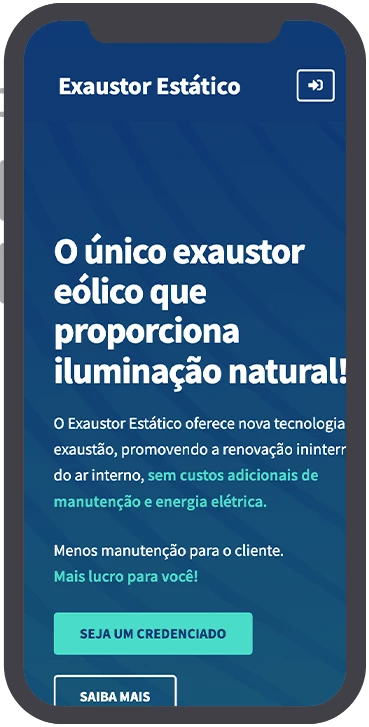 Exaustor Estático
O único exaustor
eólico que
proporciona
iluminação natural!
O Exaustor Estático oferece nova tecnologia
exaustão, promovendo a renovação
do ar interno, sem custos adicionais de
manutenção e energia elétrica.
Menos manutenção para o cliente.
Mais lucro para você!
SEJA UM CREDENCIADO
SAIBA MAIS